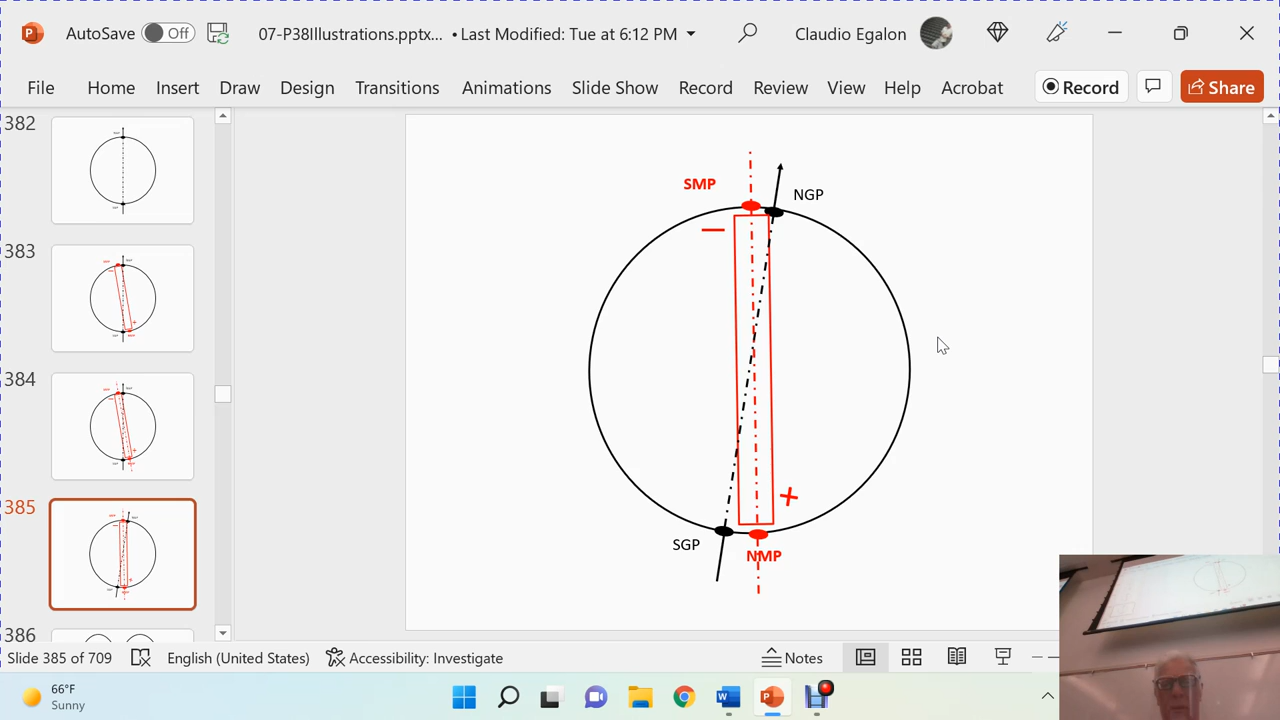 AutoSave Off 07-P38Illustrations.pptx... • Last Modified: Tue at 6:12 PM Claudio Egalon
File Home Insert Draw Design Transitions Animations Slide Show Record Review View Help Acrobat Record Share
382
383
384
385
386
SMP
NGP
−
+
SGP
NMP
Slide 385 of 709 English (United States) Accessibility: Investigate Notes
66°F
Sunny